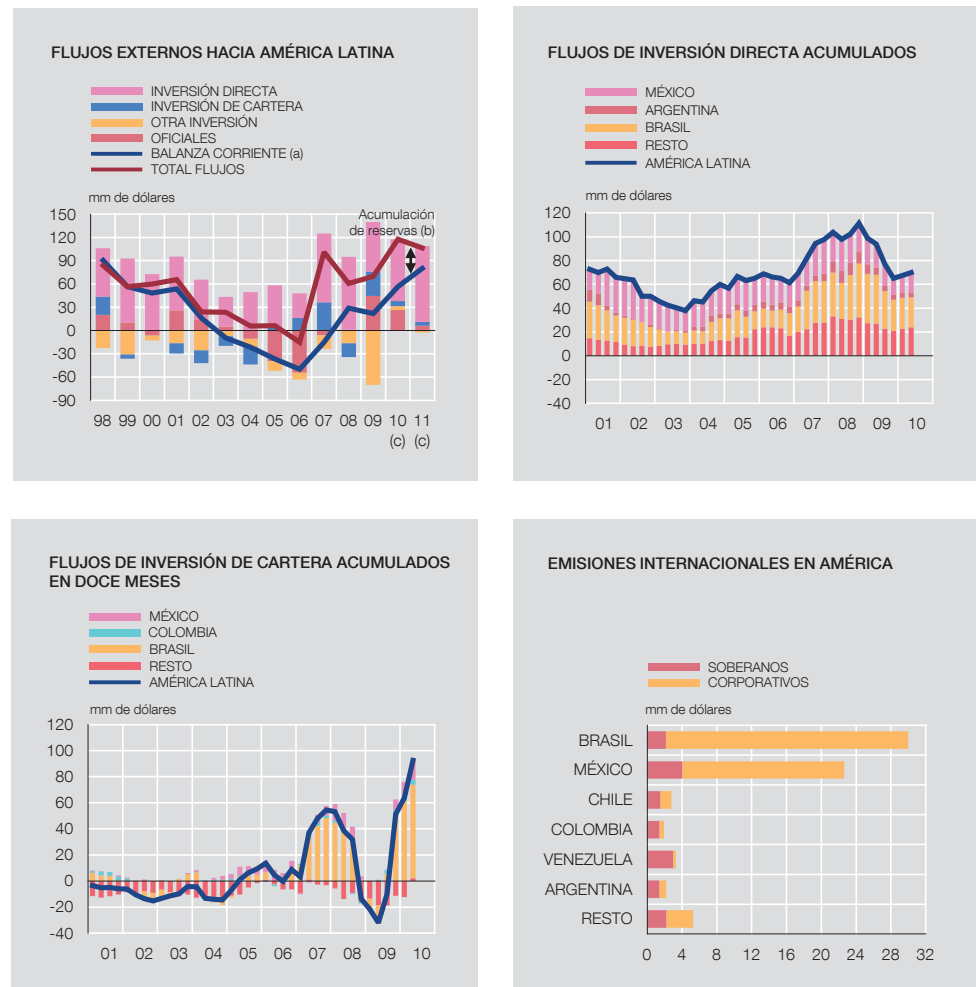 FLUJOS EXTERNOS HACIA AMÉRICA LATINA
INVERSIÓN DIRECTA
INVERSIÓN DE CARTERA
OTRA INVERSIÓN
OFICIALES
BALANZA CORRIENTE (a)
TOTAL FLUJOS
mm de dólares
Acumulación
de reservas (b)
150
120
90
60
30
0
-30
-60
-90
98 99 00 01 02 03 04 05 06 07 08 09 10 11
(c) (c)
FLUJOS DE INVERSIÓN DIRECTA ACUMULADOS
MÉXICO
ARGENTINA
BRASIL
RESTO
AMÉRICA LATINA
mm de dólares
120
100
80
60
40
20
0
-20
-40
01 02 03 04 05 06 07 08 09 10
FLUJOS DE INVERSIÓN DE CARTERA ACUMULADOS
EN DOCE MESES
MÉXICO
COLOMBIA
BRASIL
RESTO
AMÉRICA LATINA
mm de dólares
120
100
80
60
40
20
0
-20
-40
01 02 03 04 05 06 07 08 09 10
EMISIONES INTERNACIONALES EN AMÉRICA
SOBERANOS
CORPORATIVOS
mm de dólares
BRASIL
MÉXICO
CHILE
COLOMBIA
VENEZUELA
ARGENTINA
RESTO
0 4 8 12 16 20 24 28 32